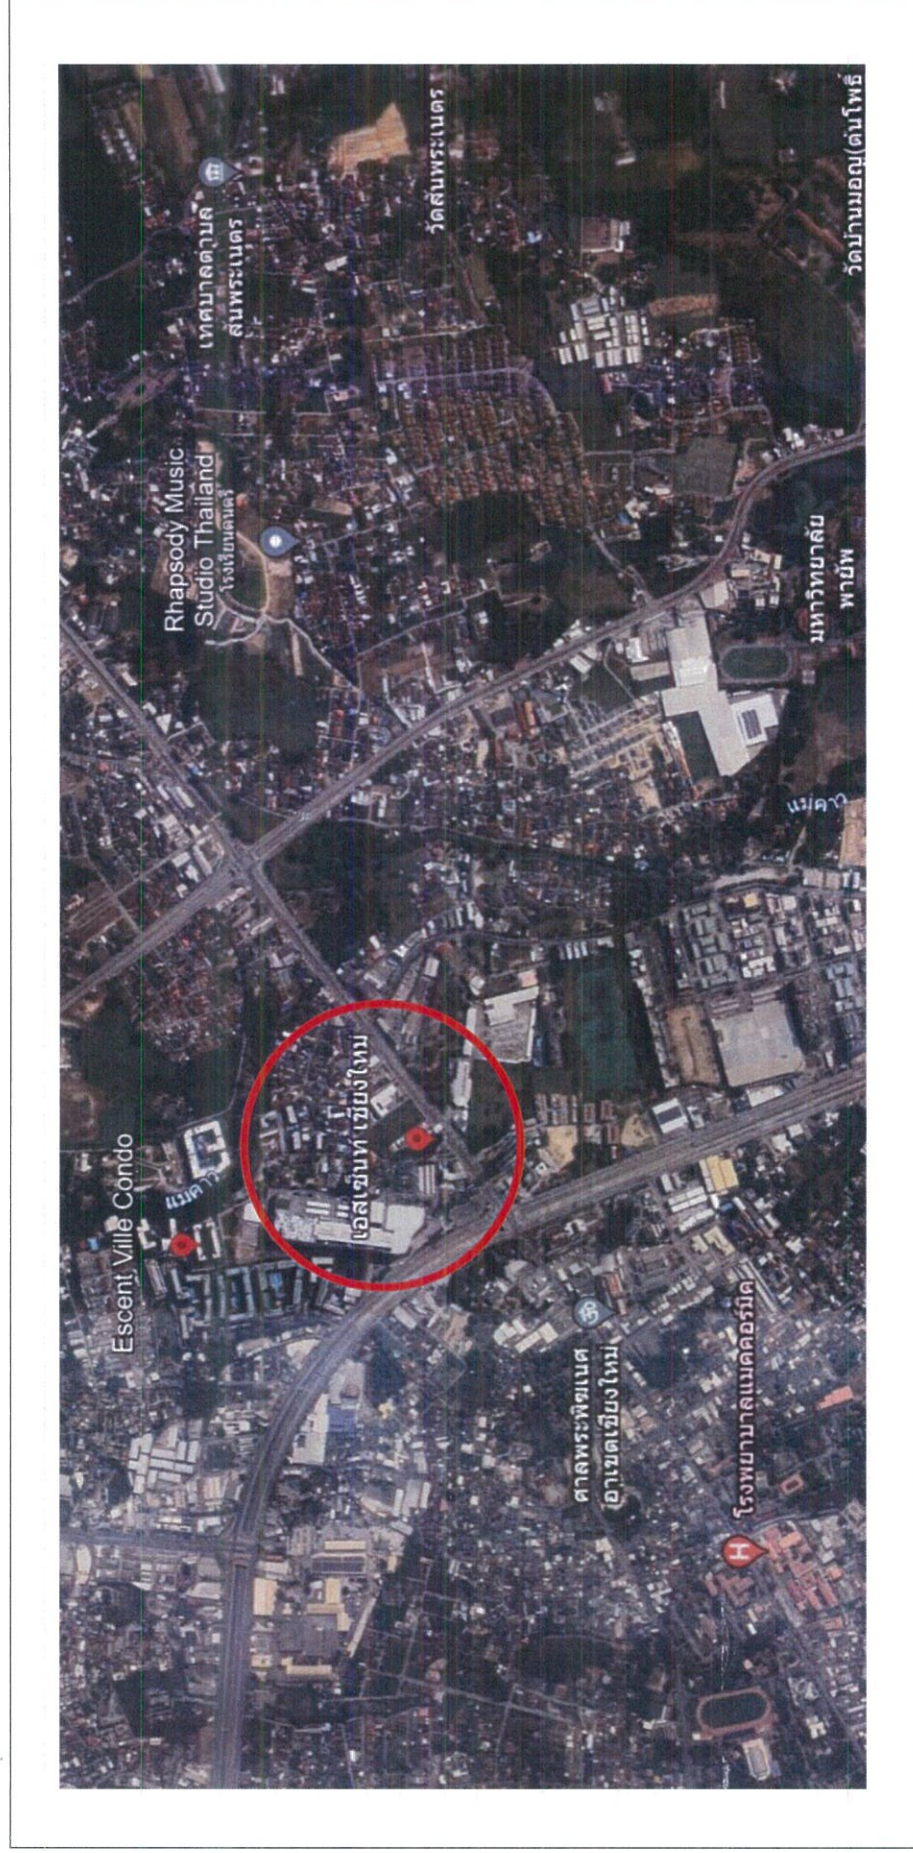 Escent Ville Condo
แม่คาว
Rhapsody Music
Studio Thailand
โรงเรียนดนตรี
เทศบาลตำบล
สันพระเนตร
เอสเซ็นท์ เชียงใหม่
วัดสันพระเนตร
ศาลพระพิฆเนศ
อาเขตเชียงใหม่
โรงพยาบาลแมคคอร์มิค
H
แม่คาว
มหาวิทยาลัย
พายัพ
วัดบ้านมอญ(ต้นโพธิ์